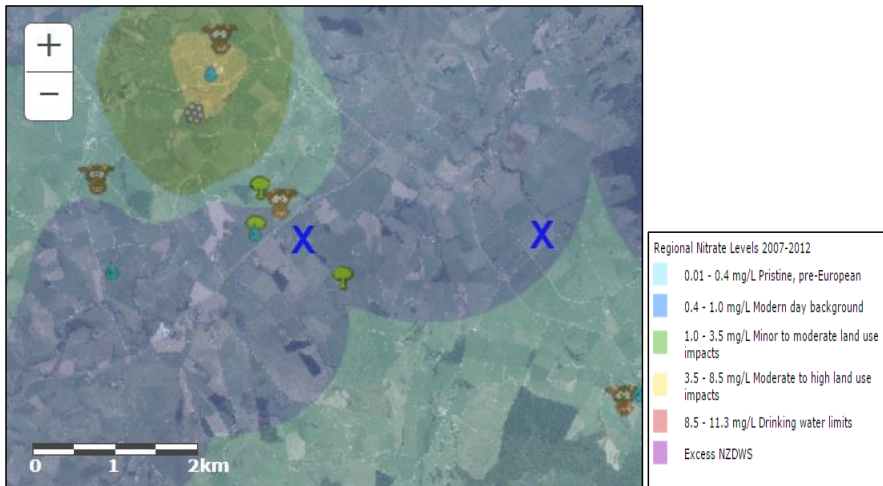 +
−
X
X
0 1 2km
Regional Nitrate Levels 2007-2012
0.01 - 0.4 mg/L Pristine, pre-European
0.4 - 1.0 mg/L Modern day background
1.0 - 3.5 mg/L Minor to moderate land use
impacts
3.5 - 8.5 mg/L Moderate to high land use
impacts
8.5 - 11.3 mg/L Drinking water limits
Excess NZDWS